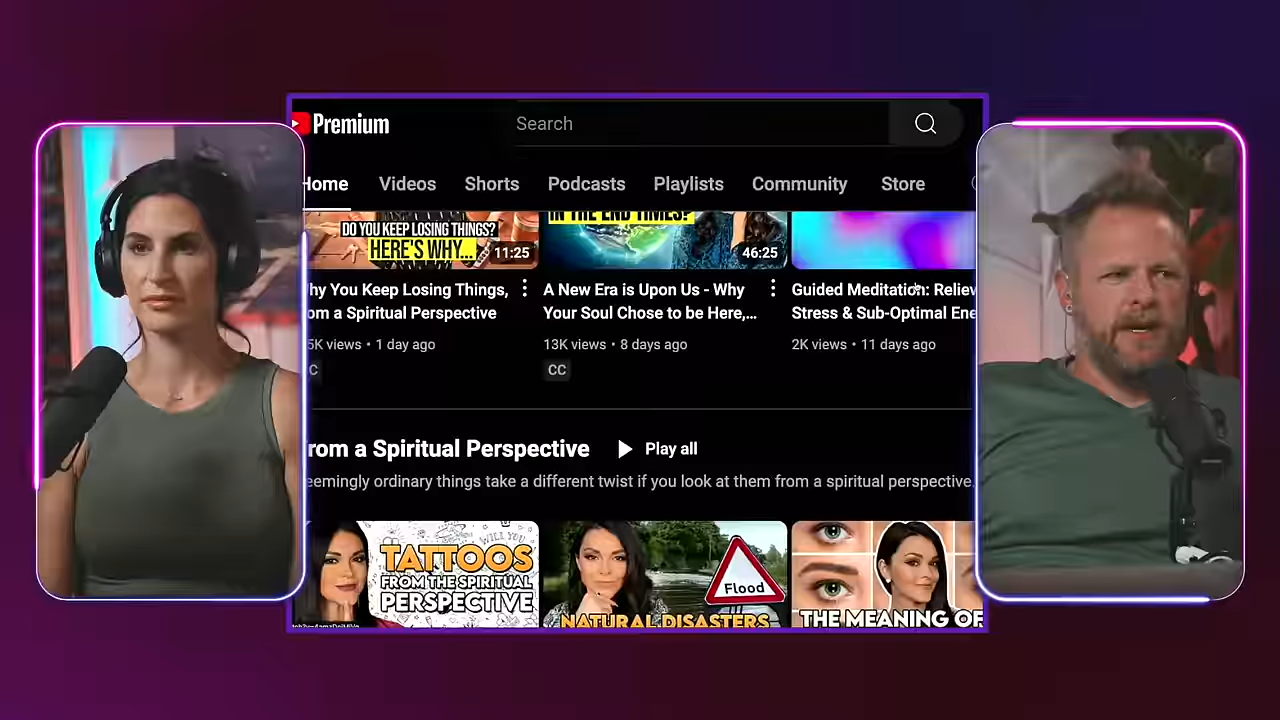 Premium
Search
Home
Videos
Shorts
Podcasts
Playlists
Community
Store
DO YOU KEEP LOSING THINGS?
HERE'S WHY...
11:25
IN THE END TIMES?
46:25
hy You Keep Losing Things,
om a Spiritual Perspective
5K views • 1 day ago
C
A New Era is Upon Us - Why
Your Soul Chose to be Here,...
13K views • 8 days ago
CC
Guided Meditation: Reliev
Stress & Sub-Optimal Ene
2K views • 11 days ago
rom a Spiritual Perspective
Play all
eemingly ordinary things take a different twist if you look at them from a spiritual perspective.
WILL YOU
TATTOOS
FROM THE SPIRITUAL
PERSPECTIVE
Flood
NATURAL DISASTERS
THE MEANING OF